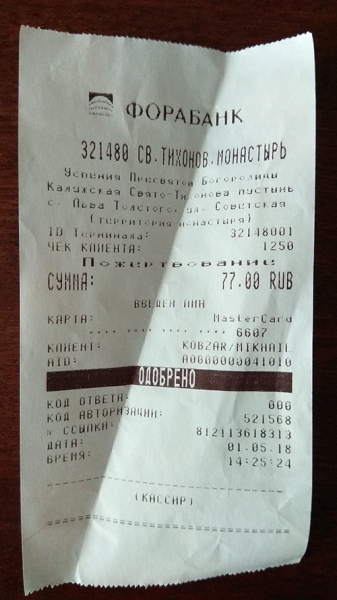 ФОРАБАНК
321480 СВ.ТИХОНОВ.МОНАСТЫРЬ
Успения Пресвятой Богородицы
Калужская Свято-Тихонова пустынь
с. Льва Толстого, ул. Советская
(территория монастыря)
ID Терминала: 32148001
ЧЕК КЛИЕНТА: 1250
Пожертвование
СУММА: 77.00 RUB
ВВЕДЕН ПИН
КАРТА: MasterCard
.... .... .... 6607
КЛИЕНТ: KOBZAR/MIKHAIL
AID: A0000000041010
ОДОБРЕНО
КОД ОТВЕТА: 000
КОД АВТОРИЗАЦИИ: 521568
№ ССЫЛКИ: 812113618313
ДАТА: 01.05.18
ВРЕМЯ: 14:25:24
(КАССИР)